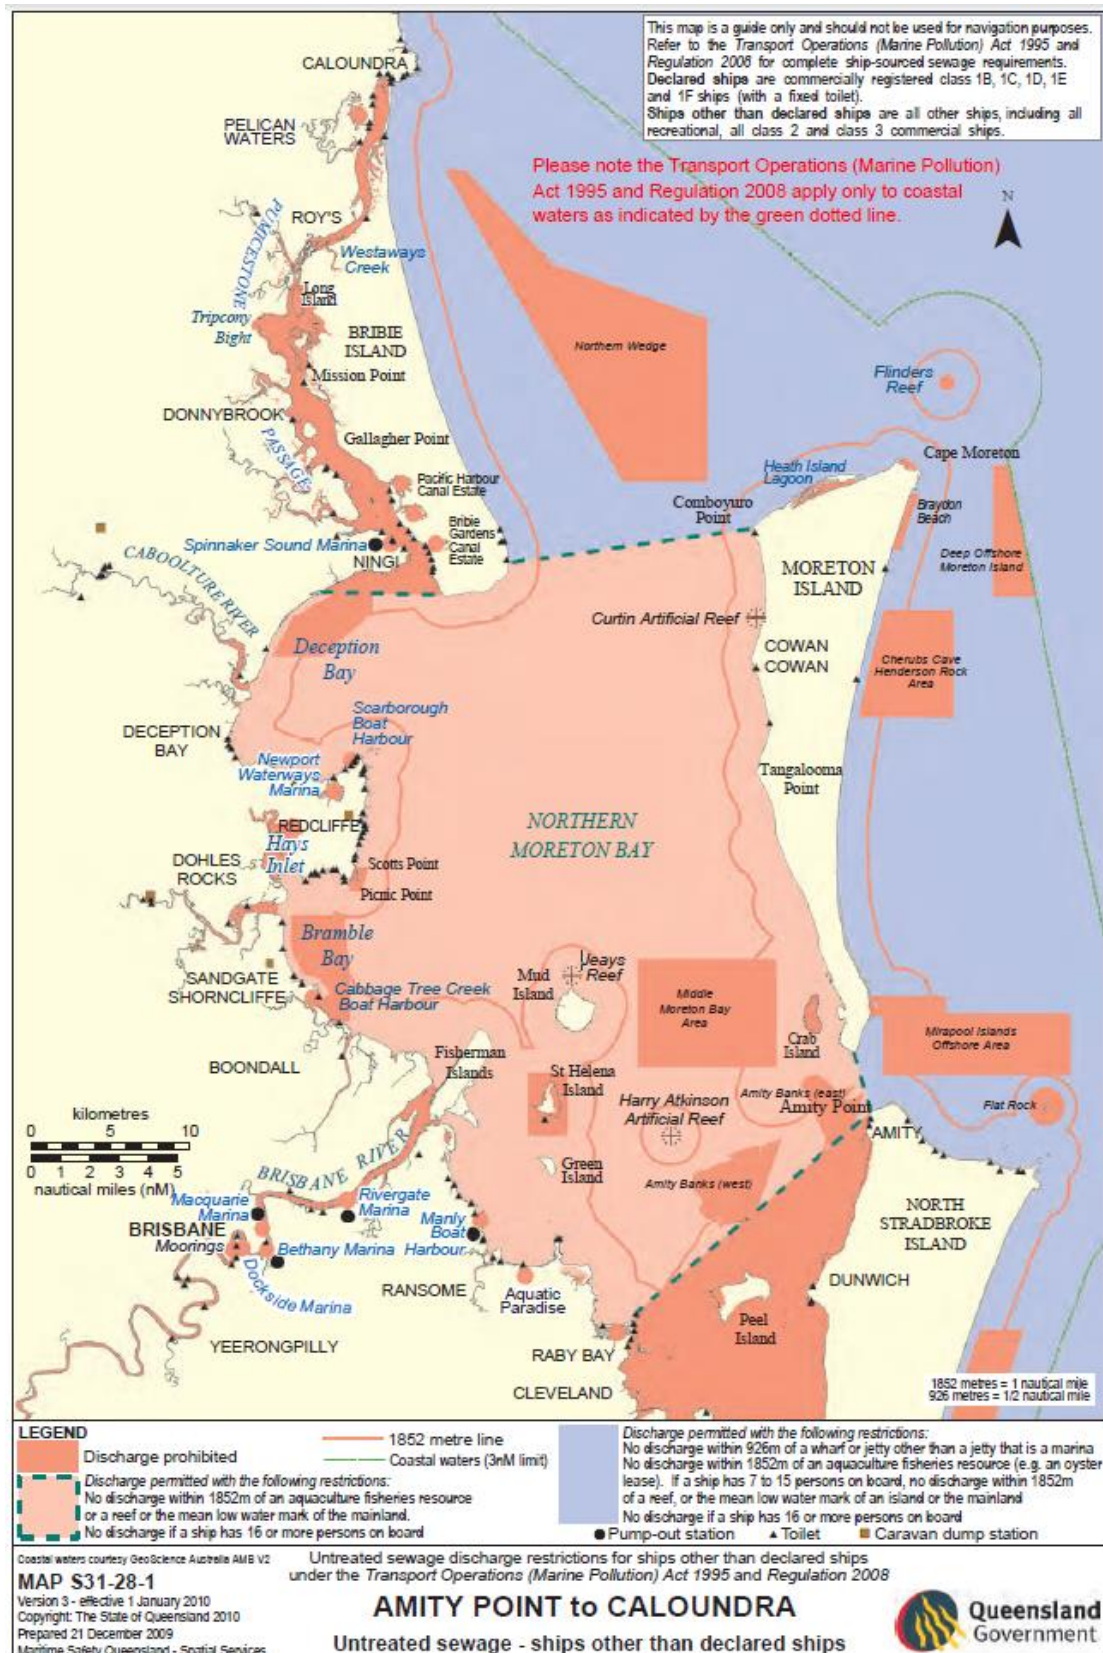 This map is a guide only and should not be used for navigation purposes.
Refer to the Transport Operations (Marine Pollution) Act 1995 and
Regulation 2008 for complete ship-sourced sewage requirements.
Declared ships are commercially registered class 1B, 1C, 1D, 1E
and 1F ships (with a fixed toilet).
Ships other than declared ships are all other ships, including all
recreational, all class 2 and class 3 commercial ships.
Please note the Transport Operations (Marine Pollution)
Act 1995 and Regulation 2008 apply only to coastal
waters as indicated by the green dotted line.
N
CALOUNDRA
PELICAN
WATERS
ROY'S
PUMICESTONE
Westaways
Creek
Long
Island
Tripcony
Bight
BRIBIE
ISLAND
Northern Wedge
Flinders
Reef
Mission Point
DONNYBROOK
Gallagher Point
PASSAGE
Cape Moreton
Heath Island
Lagoon
Pacific Harbour
Canal Estate
Comboyuro
Point
Braydon
Beach
Bribie
Gardens
Canal
Estate
Spinnaker Sound Marina
NINGI
Deep Offshore
Moreton Island
CABOOLTURE RIVER
MORETON
ISLAND
Curtin Artificial Reef
Deception
Bay
COWAN
COWAN
Cherubs Cave
Henderson Rock
Area
Scarborough
Boat
Harbour
DECEPTION
BAY
Newport
Waterways
Marina
Tangalooma
Point
REDCLIFFE
NORTHERN
MORETON BAY
Hays
Inlet
DOHLES
ROCKS
Scotts Point
Picnic Point
Bramble
Bay
Jeays
Reef
Mud
Island
SANDGATE
SHORNCLIFFE
Cabbage Tree Creek
Boat Harbour
Middle
Moreton Bay
Area
Mirapool Islands
Offshore Area
Crab
Island
Fisherman
Islands
BOONDALL
St Helena
Island
Harry Atkinson
Artificial Reef
Amity Banks (east)
Amity Point
Flat Rock
AMITY
kilometres
0 5 10
0 1 2 3 4 5
nautical miles (nM)
BRISBANE RIVER
Green
Island
Amity Banks (west)
Macquarie
Marina
Rivergate
Marina
Manly
Boat
Harbour
NORTH
STRADBROKE
ISLAND
BRISBANE
Moorings
Bethany Marina
Dockside Marina
RANSOME
Aquatic
Paradise
DUNWICH
Peel
Island
YEERONGPILLY
RABY BAY
CLEVELAND
1852 metres = 1 nautical mile
926 metres = 1/2 nautical mile
LEGEND
Discharge prohibited
1852 metre line
Coastal waters (3nM limit)
Discharge permitted with the following restrictions:
No discharge within 1852m of an aquaculture fisheries resource
or a reef or the mean low water mark of the mainland.
No discharge if a ship has 16 or more persons on board
Discharge permitted with the following restrictions:
No discharge within 926m of a wharf or jetty other than a jetty that is a marina
No discharge within 1852m of an aquaculture fisheries resource (e.g. an oyster
lease). If a ship has 7 to 15 persons on board, no discharge within 1852m
of a reef, or the mean low water mark of an island or the mainland
No discharge if a ship has 16 or more persons on board
Pump-out station Toilet Caravan dump station
Coastal waters courtesy GeoScience Australia AMB V2
MAP S31-28-1
Version 3 - effective 1 January 2010
Copyright: The State of Queensland 2010
Prepared 21 December 2009
Maritime Safety Queensland - Spatial Services
Untreated sewage discharge restrictions for ships other than declared ships
under the Transport Operations (Marine Pollution) Act 1995 and Regulation 2008
AMITY POINT to CALOUNDRA
Untreated sewage - ships other than declared ships
Queensland
Government